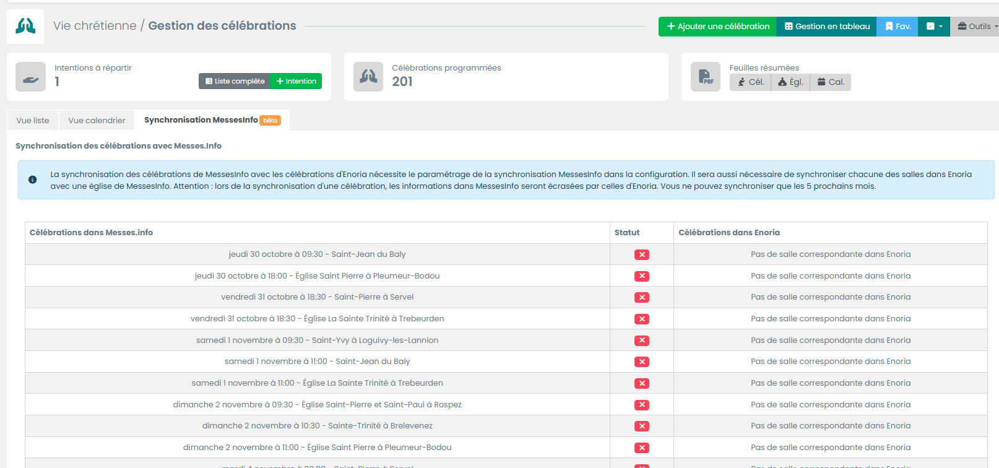 Vie chrétienne / Gestion des célébrations
Ajouter une célébration
Gestion en tableau
Fav.
Outils
Intentions à répartir
1
Liste complète
Intention
Célébrations programmées
201
Feuilles résumées
PDF
Cél.
Égl.
Cal.
Vue liste
Vue calendrier
Synchronisation MessesInfo bêta
Synchronisation des célébrations avec Messes.Info
La synchronisation des célébrations de MessesInfo avec les célébrations d'Enoria nécessite le paramétrage de la synchronisation MessesInfo dans la configuration. Il sera aussi nécessaire de synchroniser chacune des salles dans Enoria
avec une église de MessesInfo. Attention : lors de la synchronisation d'une célébration, les informations dans MessesInfo seront écrasées par celles d'Enoria. Vous ne pouvez synchroniser que les 5 prochains mois.
Célébrations dans Messes.info Statut Célébrations dans Enoria
jeudi 30 octobre à 09:30 - Saint-Jean du Baly Pas de salle correspondante dans Enoria
jeudi 30 octobre à 18:00 - Église Saint Pierre à Pleumeur-Bodou Pas de salle correspondante dans Enoria
vendredi 31 octobre à 18:30 - Saint-Pierre à Servel Pas de salle correspondante dans Enoria
vendredi 31 octobre à 18:30 - Église La Sainte Trinité à Trebeurden Pas de salle correspondante dans Enoria
samedi 1 novembre à 09:30 - Saint-Yvy à Loguivy-les-Lannion Pas de salle correspondante dans Enoria
samedi 1 novembre à 11:00 - Saint-Jean du Baly Pas de salle correspondante dans Enoria
samedi 1 novembre à 11:00 - Église La Sainte Trinité à Trebeurden Pas de salle correspondante dans Enoria
dimanche 2 novembre à 09:30 - Église Saint-Pierre et Saint-Paul à Rospez Pas de salle correspondante dans Enoria
dimanche 2 novembre à 10:30 - Sainte-Trinité à Brelevenez Pas de salle correspondante dans Enoria
dimanche 2 novembre à 11:00 - Église Saint Pierre à Pleumeur-Bodou Pas de salle correspondante dans Enoria